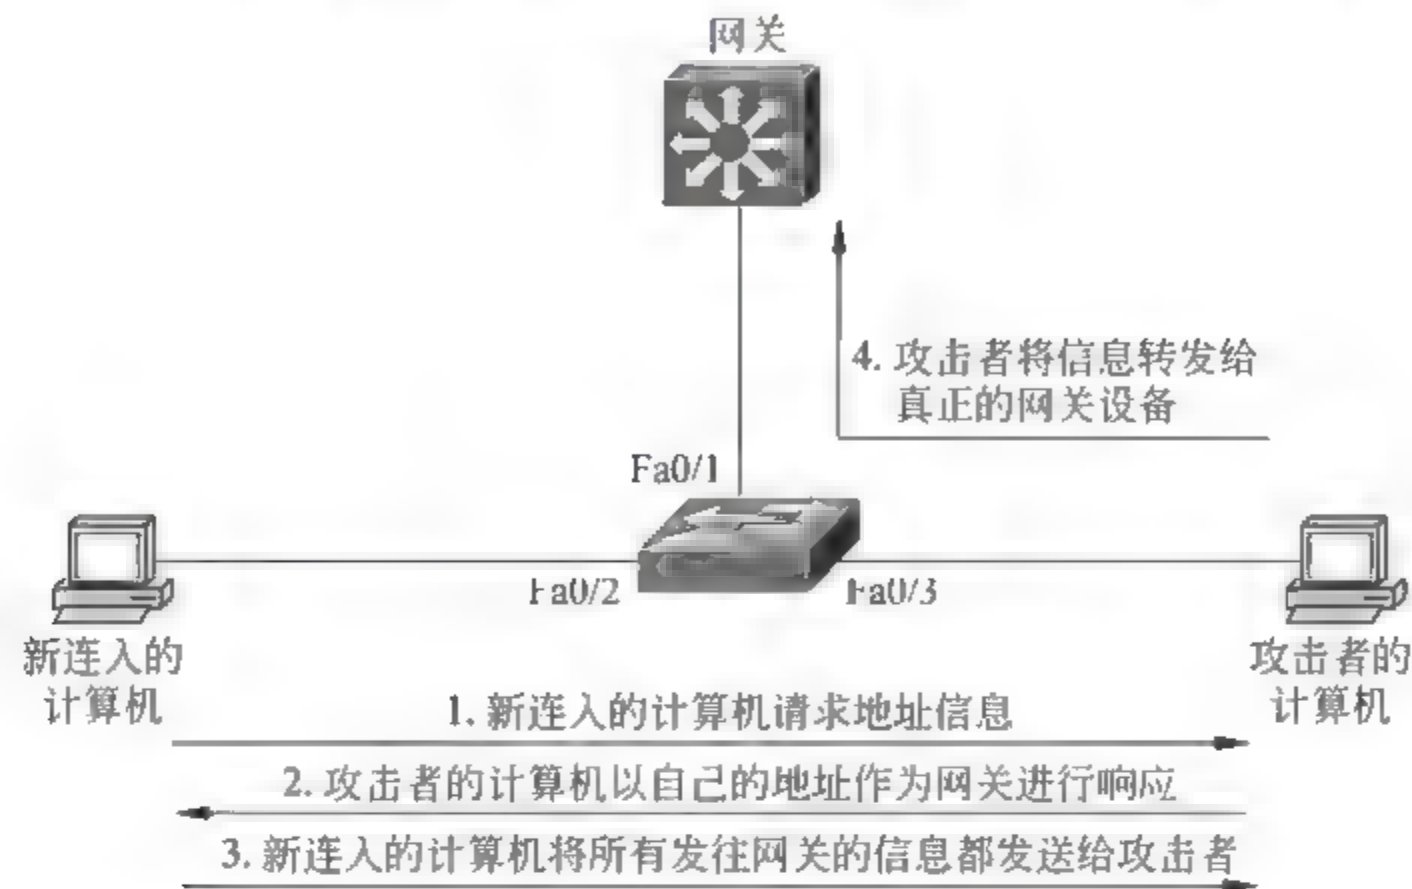 网关
4. 攻击者将信息转发给
真正的网关设备
Fa0/1
Fa0/2
Fa0/3
新连入的
计算机
攻击者的
计算机
1. 新连入的计算机请求地址信息
2. 攻击者的计算机以自己的地址作为网关进行响应
3. 新连入的计算机将所有发往网关的信息都发送给攻击者